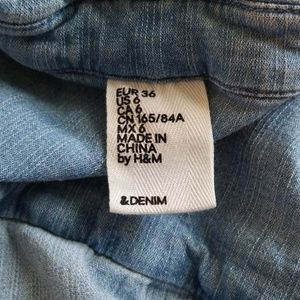 EUR 36
US 6
CA 6
CN 165/84A
MX 6
MADE IN
CHINA
by H&M
&DENIM